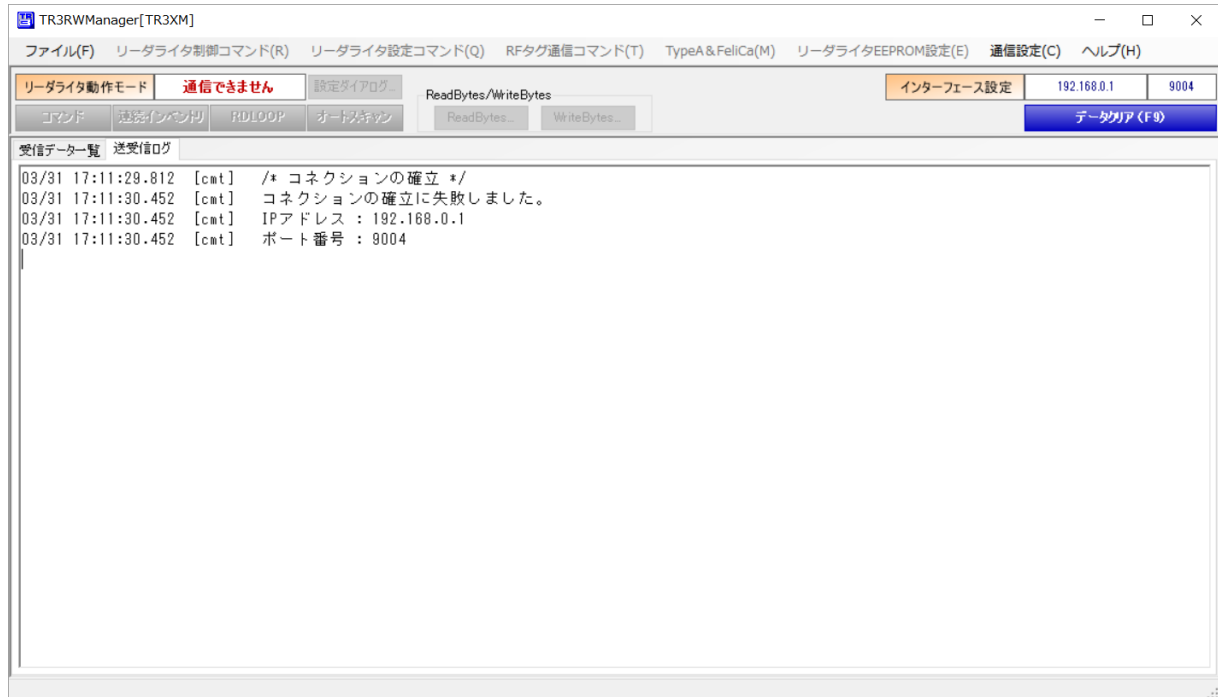 TR3RWManager[TR3XM]
ファイル(F) リーダライタ制御コマンド(R) リーダライタ設定コマンド(Q) RFタグ通信コマンド(T) TypeA&FeliCa(M) リーダライタEEPROM設定(E) 通信設定(C) ヘルプ(H)
リーダライタ動作モード 通信できません 設定ダイアログ... インターフェース設定 192.168.0.1 9004
ReadBytes/WriteBytes
コマンド 連続インベントリ RDLOOP オートスキャン ReadBytes... WriteBytes... データクリア(F9)
受信データ一覧 送受信ログ
03/31 17:11:29.812 [cmt] /* コネクションの確立 */
03/31 17:11:30.452 [cmt] コネクションの確立に失敗しました。
03/31 17:11:30.452 [cmt] IPアドレス : 192.168.0.1
03/31 17:11:30.452 [cmt] ポート番号 : 9004